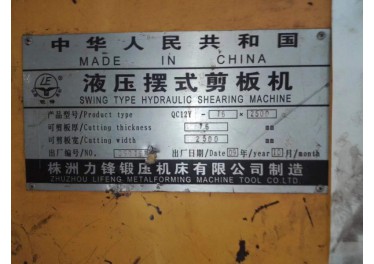 中华人民共和国
MADE IN CHINA
液压摆式剪板机
SWING TYPE HYDRAULIC SHEARING MACHINE
产品型号/Product type QC12Y- × 2500
可剪板厚/Cutting thickness mm
可剪板宽/Cutting width 2500 mm
出厂编号/NO. 出厂日期/Date 年/year 月/month
株洲力锋锻压机床有限公司制造
ZHUZHOU LIFENG METALFORMING MACHINE TOOL CO.LTD.